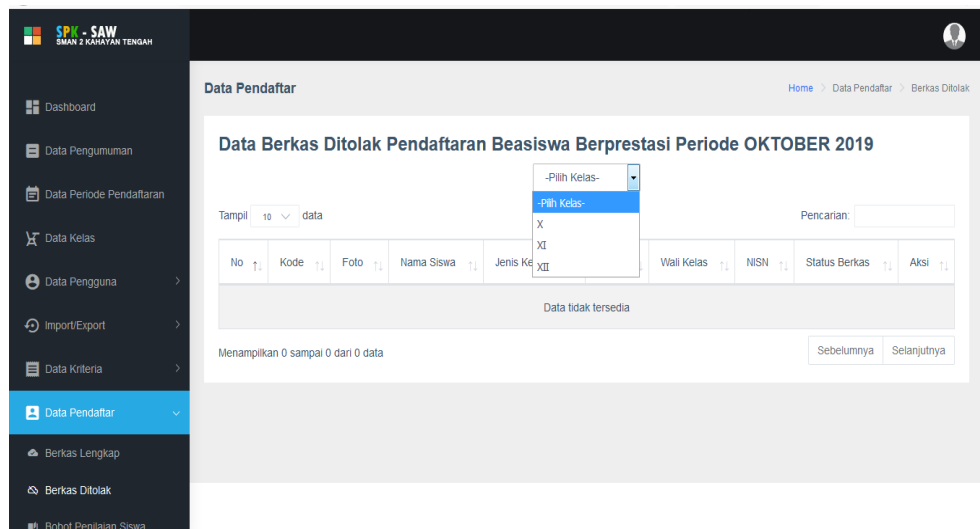 SPK - SAW
SMAN 2 KAHAYAN TENGAH
Dashboard
Data Pengumuman
Data Periode Pendaftaran
Data Kelas
Data Pengguna
Import/Export
Data Kriteria
Data Pendaftar
Berkas Lengkap
Berkas Ditolak
Bobot Penilaian Siswa
Data Pendaftar
Home > Data Pendaftar > Berkas Ditolak
Data Berkas Ditolak Pendaftaran Beasiswa Berprestasi Periode OKTOBER 2019
-Pilih Kelas-
-Pilih Kelas-
X
XI
XII
Tampil 10 data
Pencarian:
No Kode Foto Nama Siswa Jenis Ke Wali Kelas NISN Status Berkas Aksi
Data tidak tersedia
Menampilkan 0 sampai 0 dari 0 data
Sebelumnya Selanjutnya